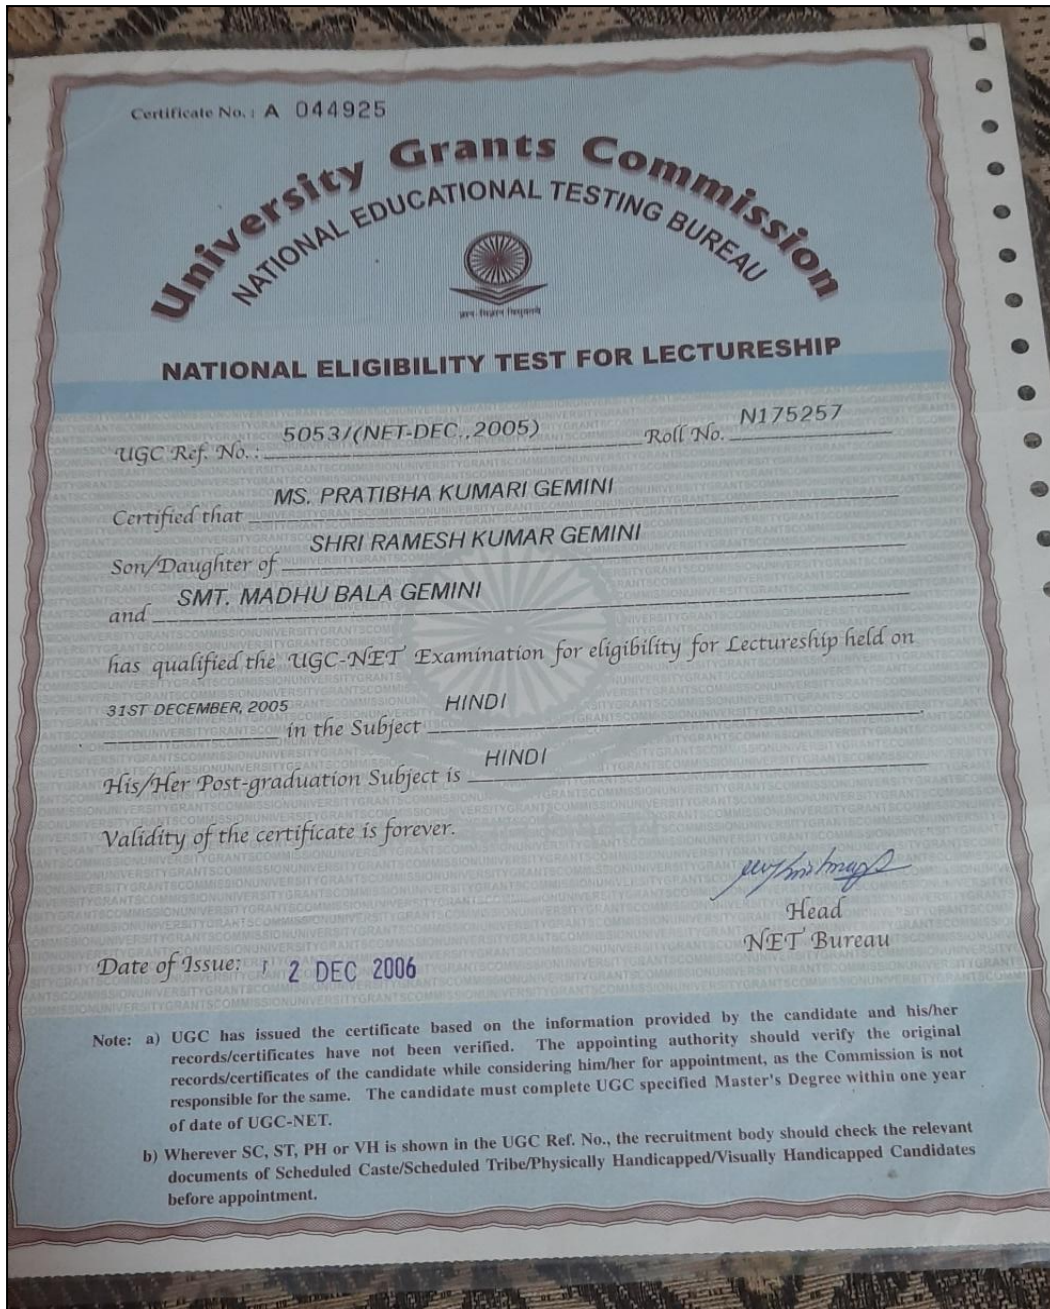 Certificate No. : A 044925
University Grants Commission
NATIONAL EDUCATIONAL TESTING BUREAU
NATIONAL ELIGIBILITY TEST FOR LECTURESHIP
UGC Ref. No. : 5053/(NET-DEC.,2005) Roll No. N175257
Certified that MS. PRATIBHA KUMARI GEMINI
Son/Daughter of SHRI RAMESH KUMAR GEMINI
and SMT. MADHU BALA GEMINI
has qualified the UGC-NET Examination for eligibility for Lectureship held on
31ST DECEMBER, 2005 in the Subject HINDI
His/Her Post-graduation Subject is HINDI
Validity of the certificate is forever.
Head
NET Bureau
Date of Issue: 2 DEC 2006
Note: a) UGC has issued the certificate based on the information provided by the candidate and his/her
records/certificates have not been verified. The appointing authority should verify the original
records/certificates of the candidate while considering him/her for appointment, as the Commission is not
responsible for the same. The candidate must complete UGC specified Master's Degree within one year
of date of UGC-NET.
b) Wherever SC, ST, PH or VH is shown in the UGC Ref. No., the recruitment body should check the relevant
documents of Scheduled Caste/Scheduled Tribe/Physically Handicapped/Visually Handicapped Candidates
before appointment.